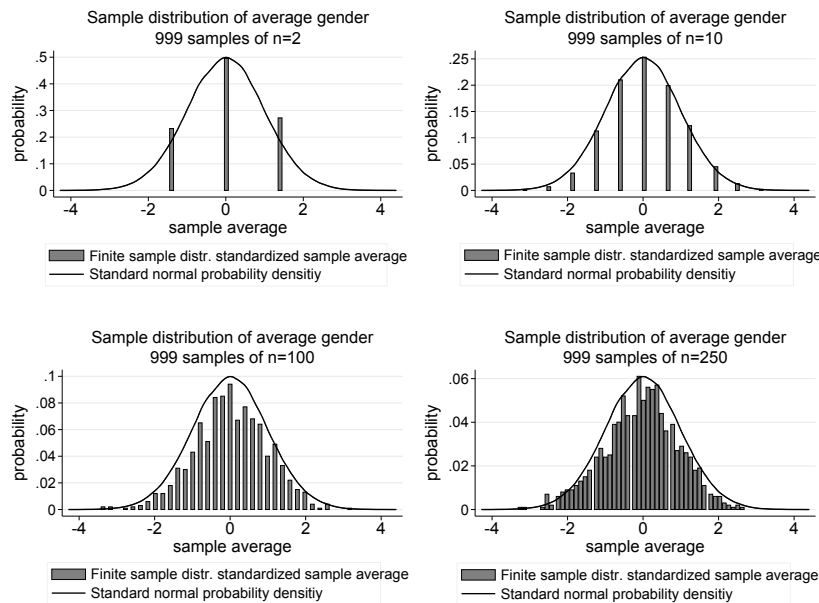 Sample distribution of average gender
999 samples of n=2
probability
.5
.4
.3
.2
.1
0
-4
-2
0
2
4
sample average
Finite sample distr. standardized sample average
Standard normal probability densitiy
Sample distribution of average gender
999 samples of n=10
probability
.25
.2
.15
.1
.05
0
-4
-2
0
2
4
sample average
Finite sample distr. standardized sample average
Standard normal probability densitiy
Sample distribution of average gender
999 samples of n=100
probability
.1
.08
.06
.04
.02
0
-4
-2
0
2
4
sample average
Finite sample distr. standardized sample average
Standard normal probability densitiy
Sample distribution of average gender
999 samples of n=250
probability
.06
.04
.02
0
-4
-2
0
2
4
sample average
Finite sample distr. standardized sample average
Standard normal probability densitiy